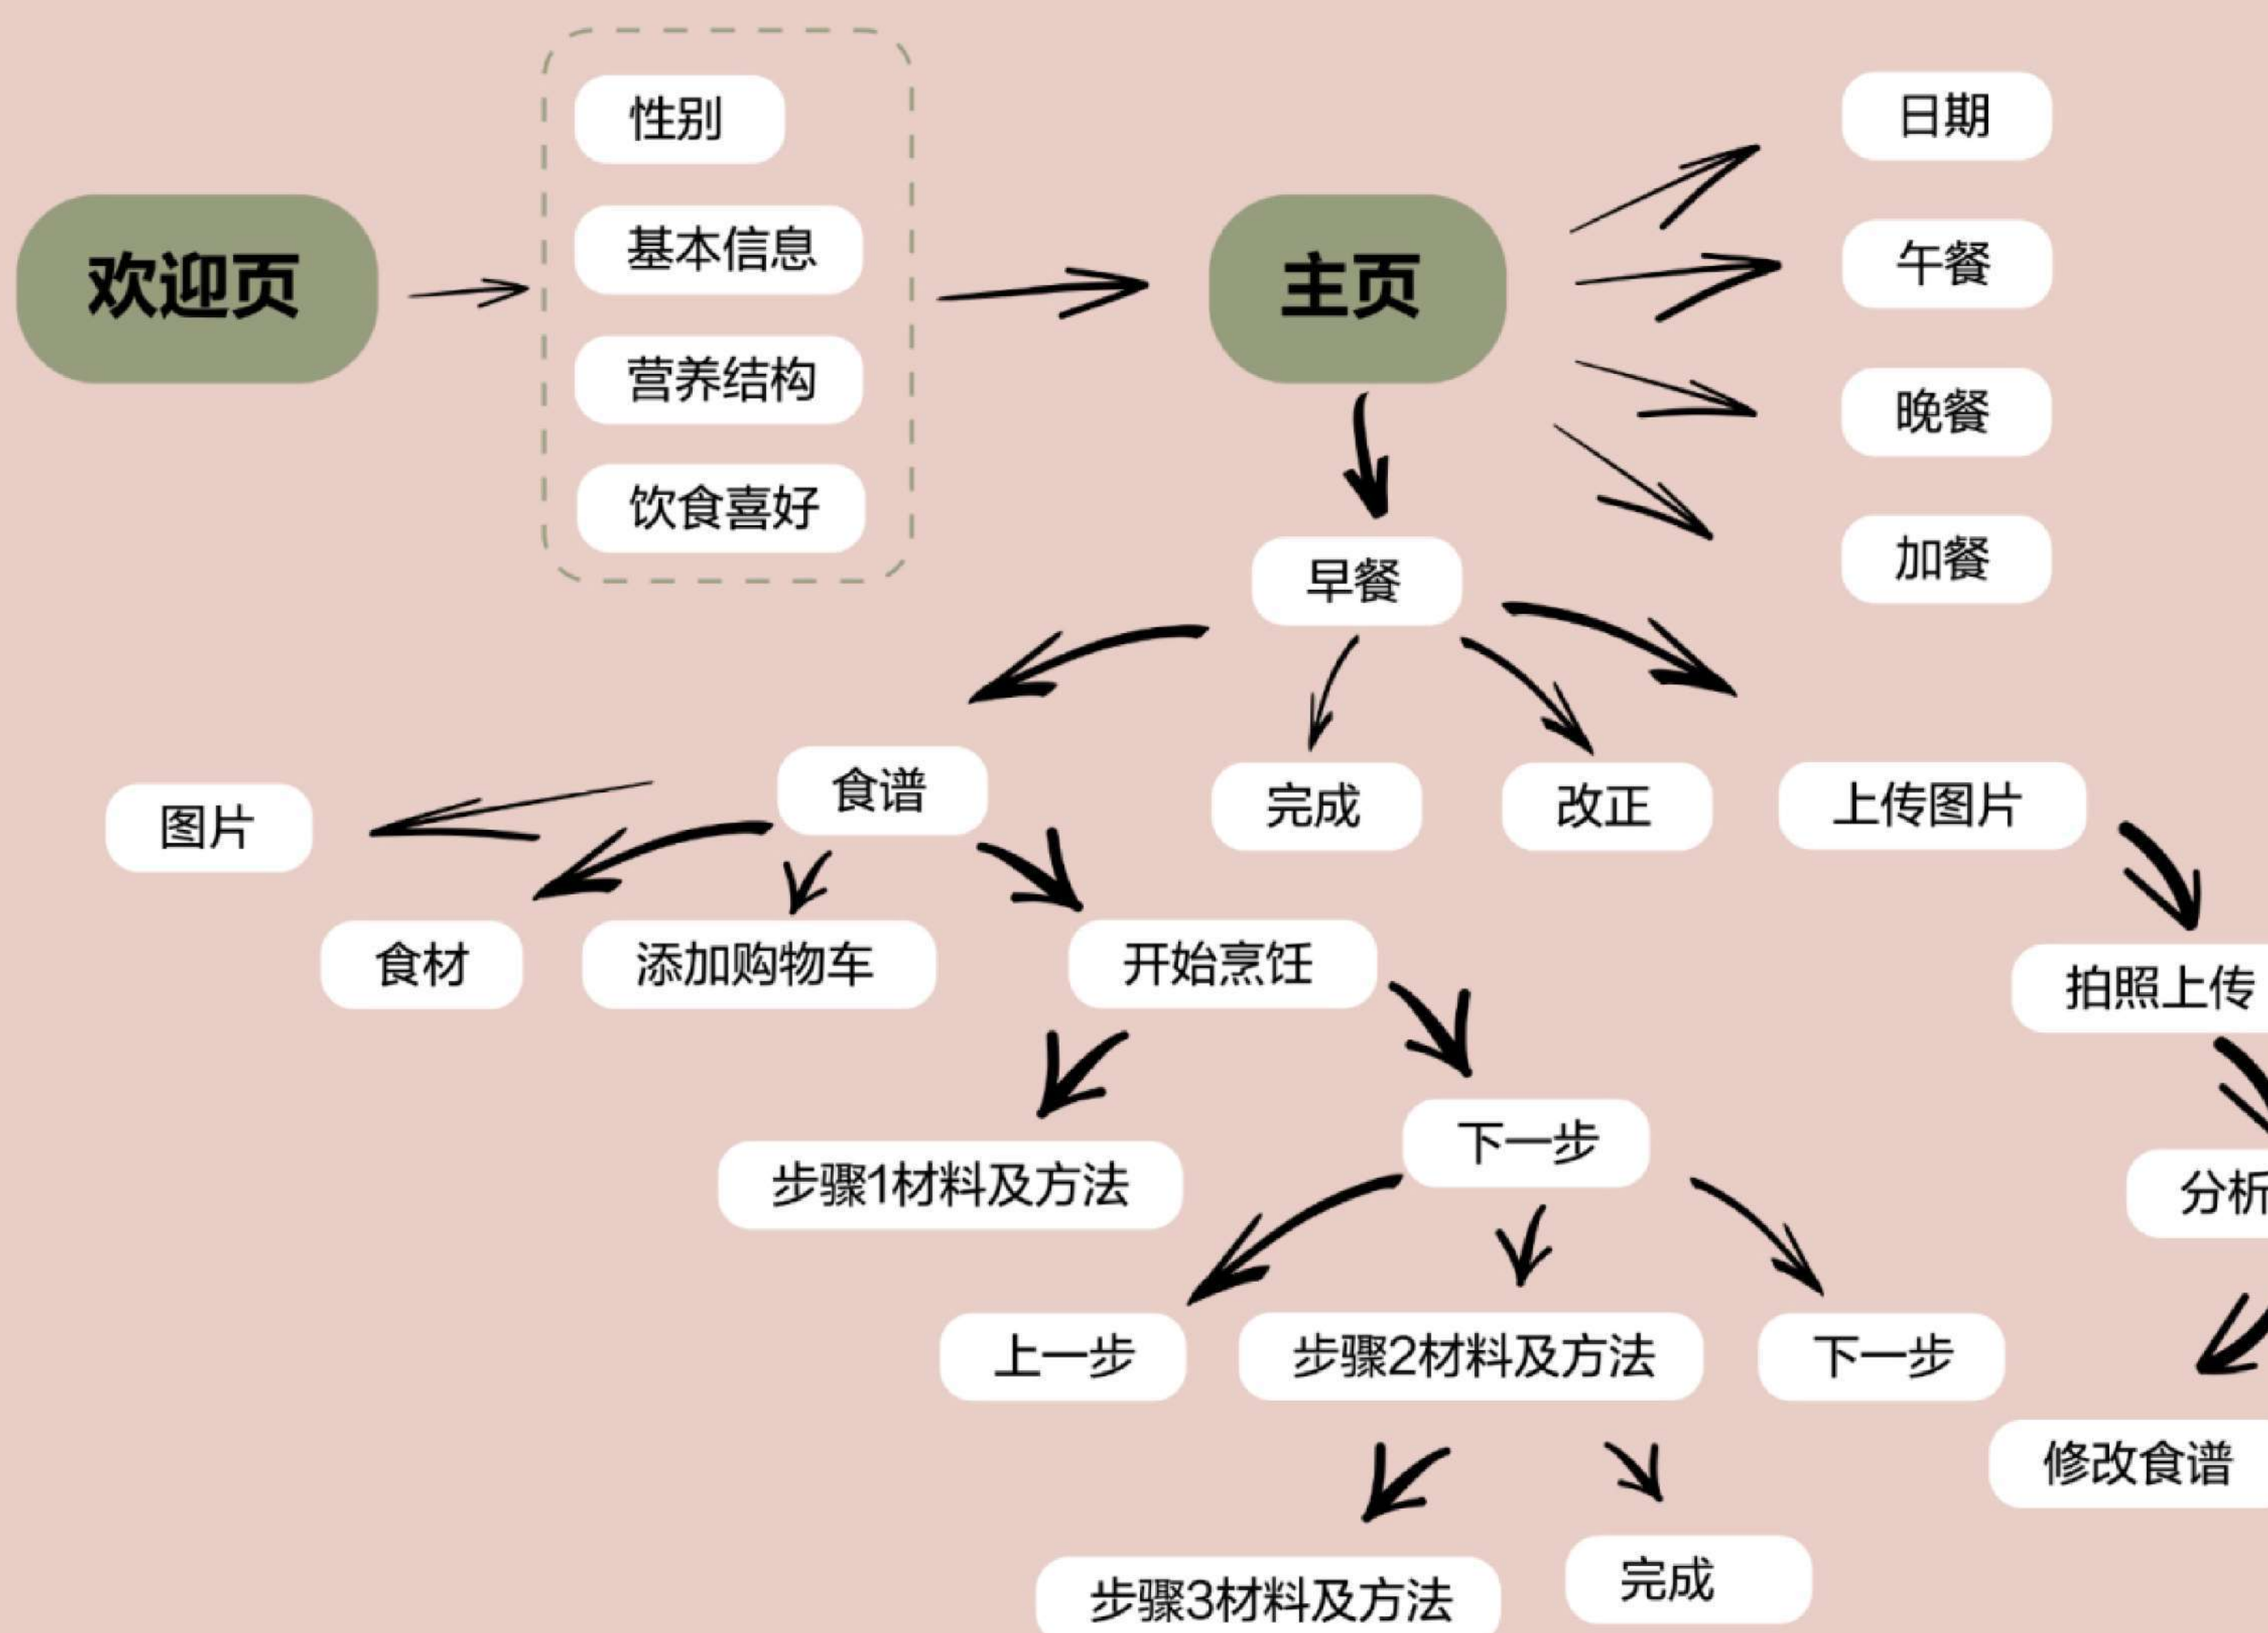 欢迎页
性别
基本信息
营养结构
饮食喜好
主页
日期
午餐
晚餐
加餐
早餐
食谱
完成
改正
上传图片
图片
食材
添加购物车
开始烹饪
拍照上传
步骤1材料及方法
下一步
分析
上一步
步骤2材料及方法
下一步
修改食谱
步骤3材料及方法
完成